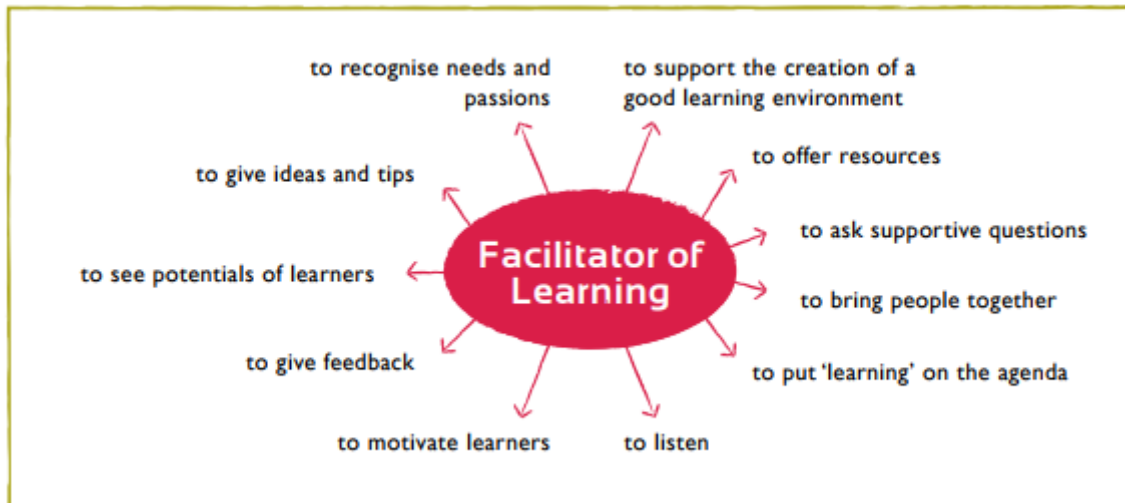 to recognise needs and
passions
to support the creation of a
good learning environment
to give ideas and tips
to offer resources
to see potentials of learners
Facilitator of
Learning
to ask supportive questions
to bring people together
to give feedback
to put ‘learning’ on the agenda
to motivate learners
to listen